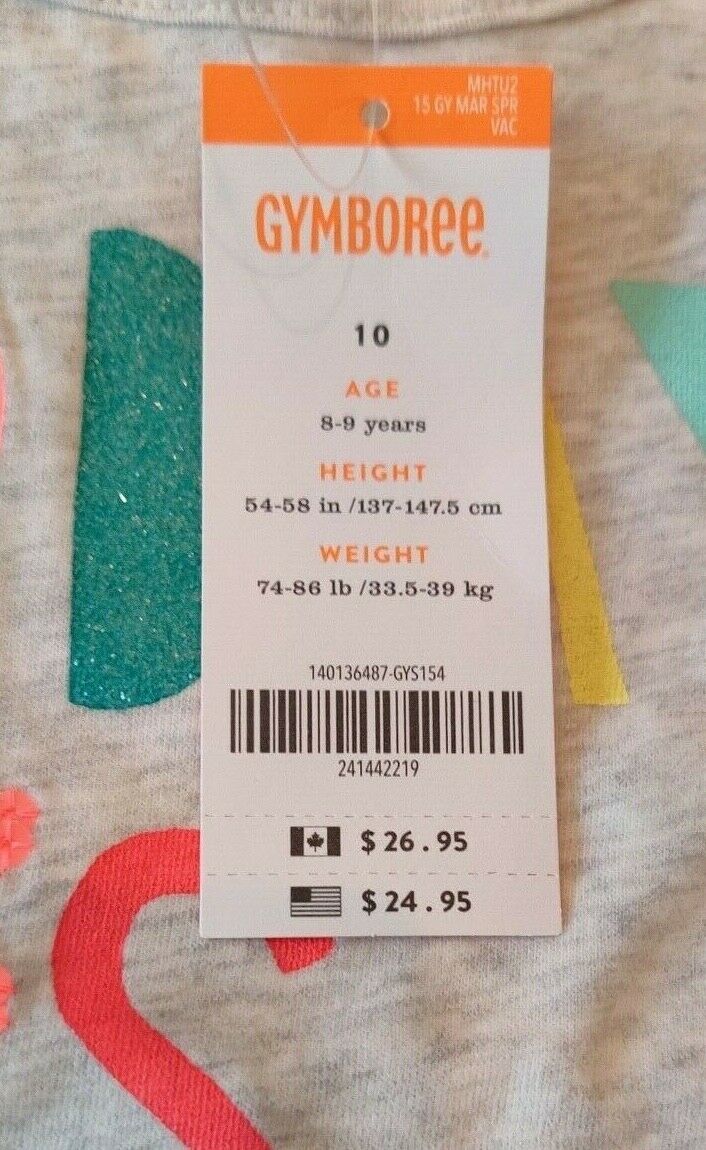 MHTU2
15 GY MAR SPR
VAC
GYMBOREE
10
AGE
8-9 years
HEIGHT
54-58 in /137-147.5 cm
WEIGHT
74-86 lb /33.5-39 kg
140136487-GYS154
241442219
$26.95
$24.95